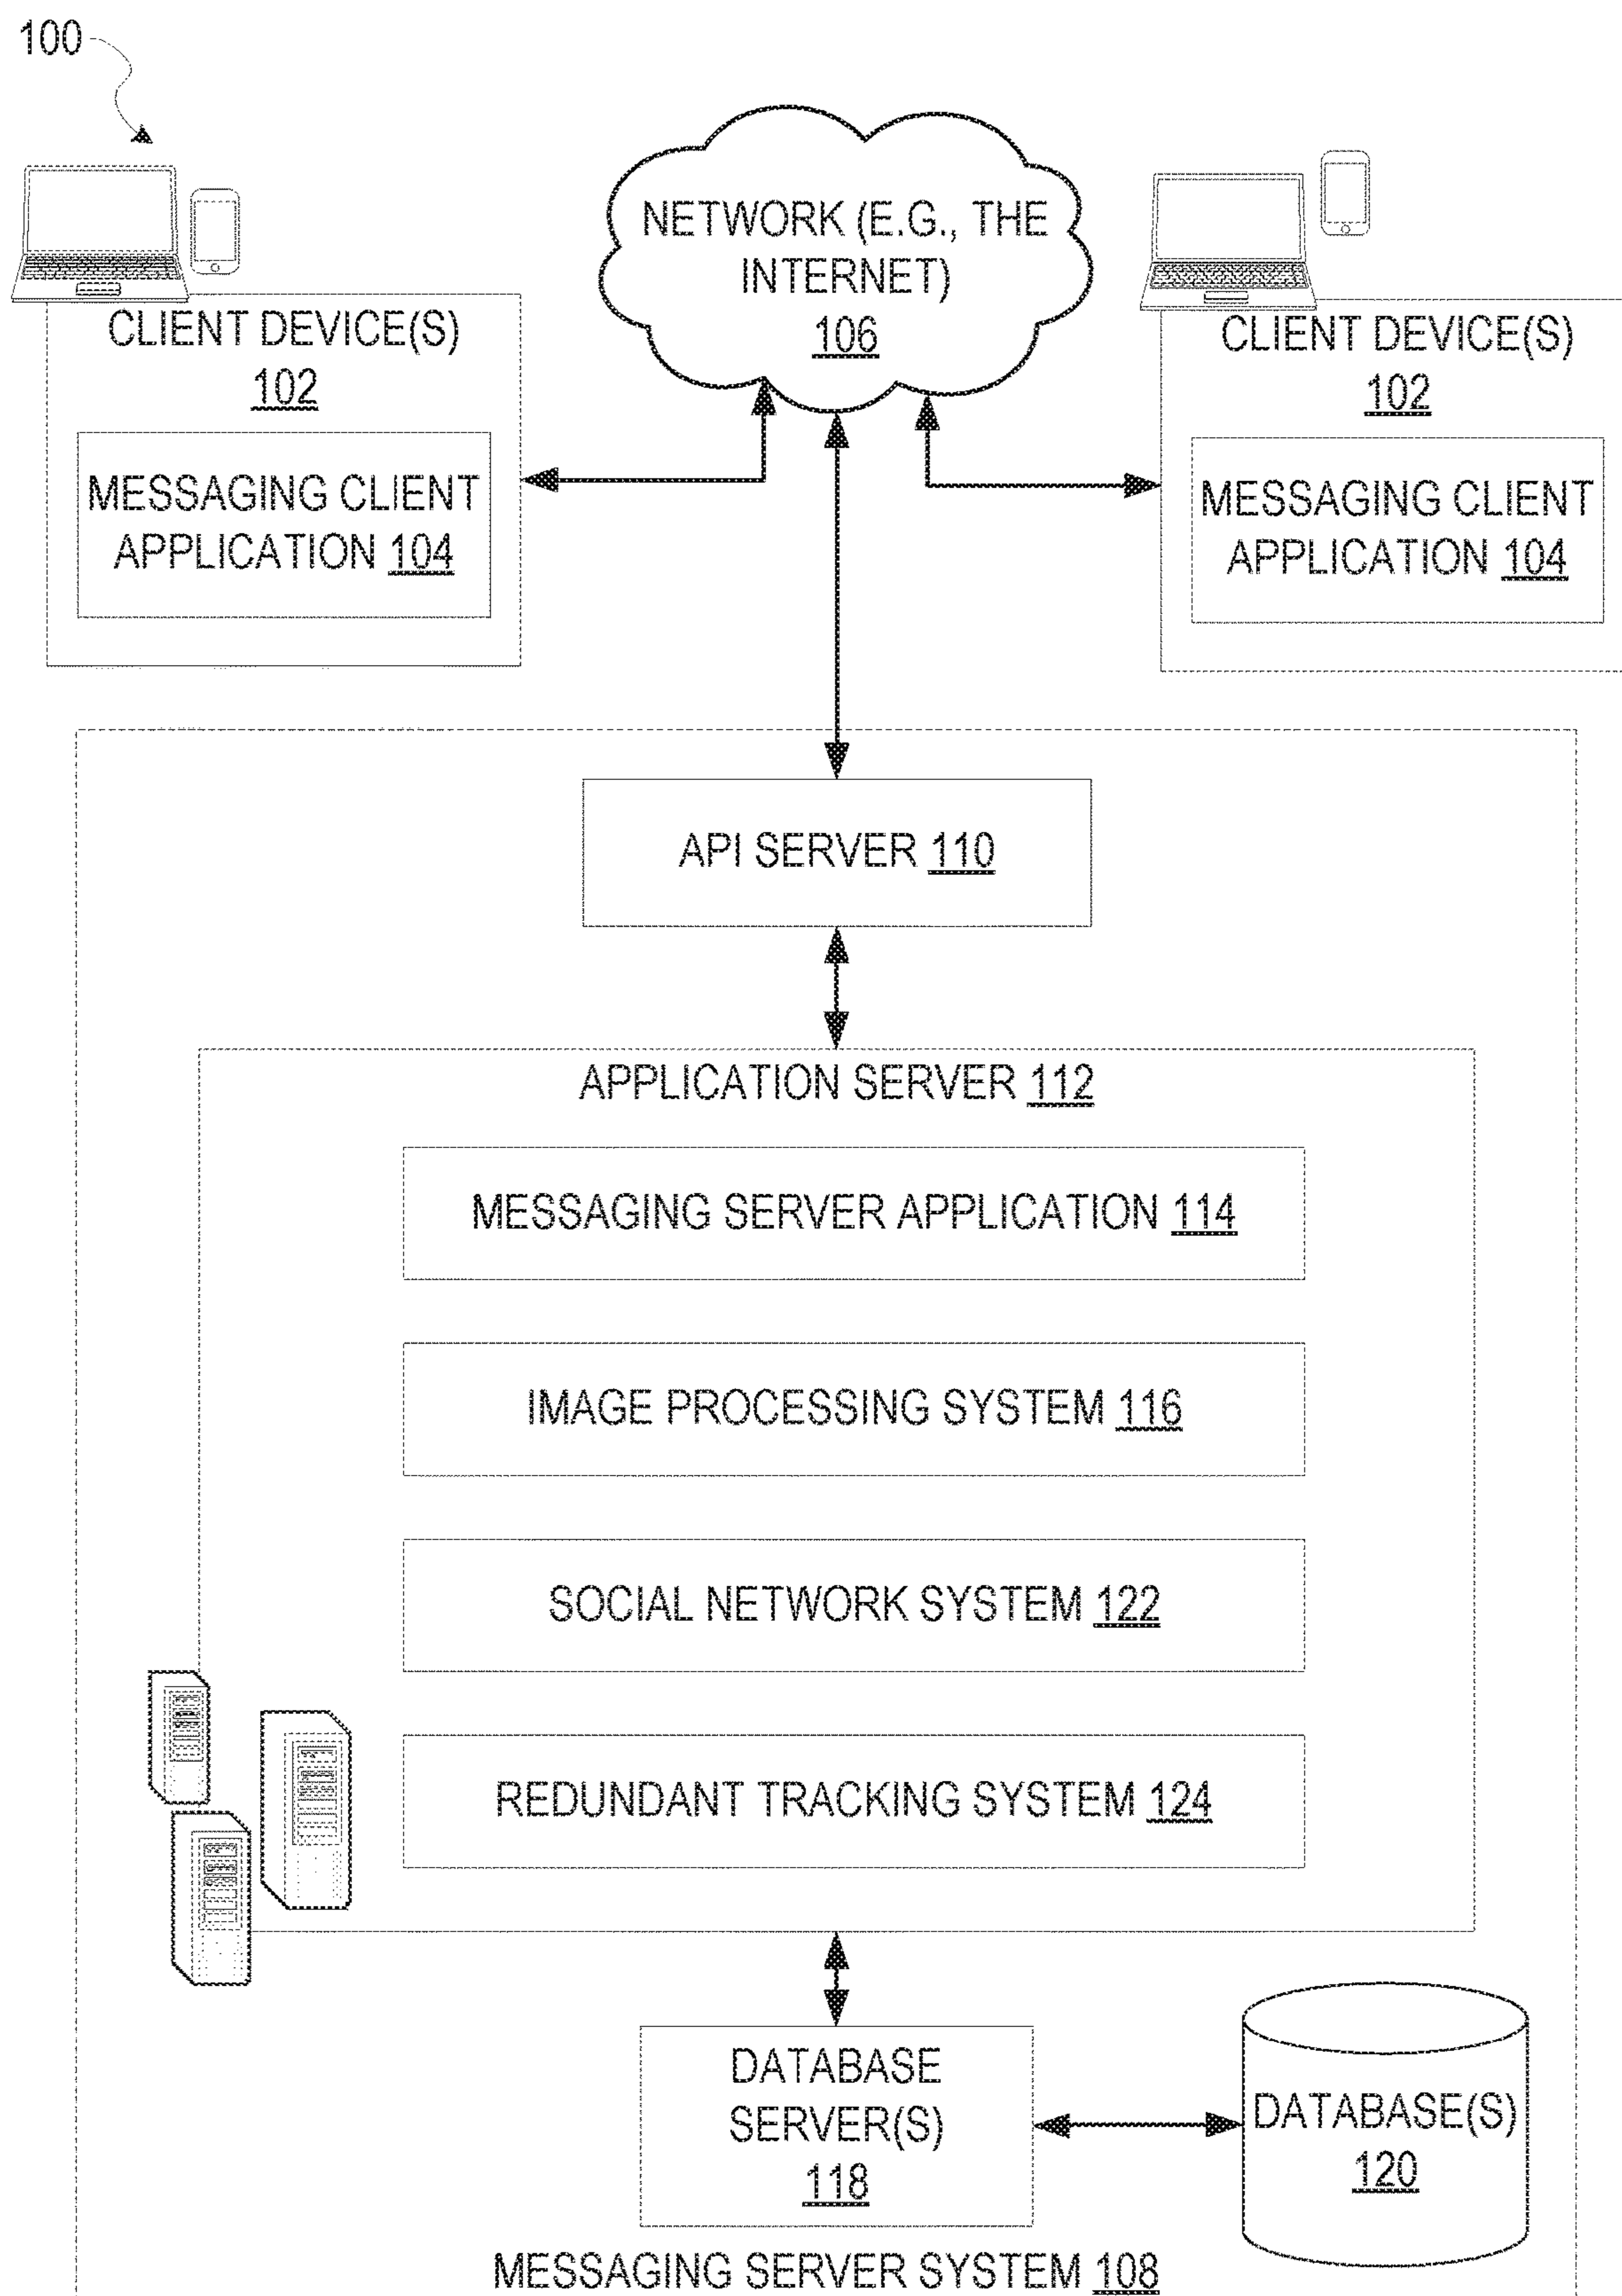 100
NETWORK (E.G., THE
INTERNET)
106
CLIENT DEVICE(S)
102
MESSAGING CLIENT
APPLICATION 104
CLIENT DEVICE(S)
102
MESSAGING CLIENT
APPLICATION 104
API SERVER 110
APPLICATION SERVER 112
MESSAGING SERVER APPLICATION 114
IMAGE PROCESSING SYSTEM 116
SOCIAL NETWORK SYSTEM 122
REDUNDANT TRACKING SYSTEM 124
DATABASE
SERVER(S)
118
DATABASE(S)
120
MESSAGING SERVER SYSTEM 108